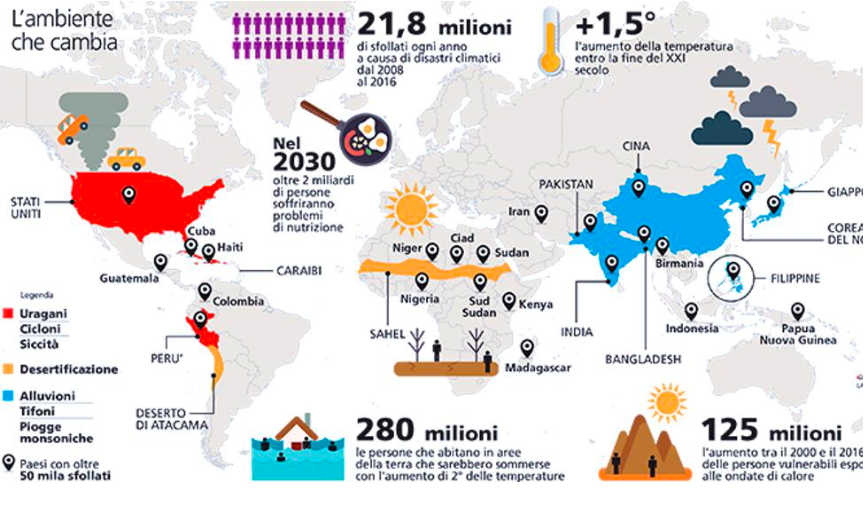 L'ambiente
che cambia
21,8 milioni
di sfollati ogni anno
a causa di disastri climatici
dal 2008
al 2016
+1,5°
l'aumento della temperatura
entro la fine del XXI
secolo
Nel
2030
oltre 2 miliardi
di persone
soffriranno
problemi
di nutrizione
STATI
UNITI
Cuba
Haiti
Guatemala
CARAIBI
Colombia
PERU'
DESERTO
DI ATACAMA
Niger
Ciad
Sudan
Nigeria
Sud
Sudan
Kenya
SAHEL
Madagascar
Iran
PAKISTAN
CINA
GIAPP
COREA
DEL NO
Birmania
FILIPPINE
INDIA
BANGLADESH
Indonesia
Papua
Nuova Guinea
Legenda
Uragani
Cicloni
Siccità
Desertificazione
Alluvioni
Tifoni
Piogge
monsoniche
Paesi con oltre
50 mila sfollati
280 milioni
le persone che abitano in aree
della terra che sarebbero sommerse
con l'aumento di 2° delle temperature
125 milioni
l'aumento tra il 2000 e il 2016
delle persone vulnerabili espo
alle ondate di calore